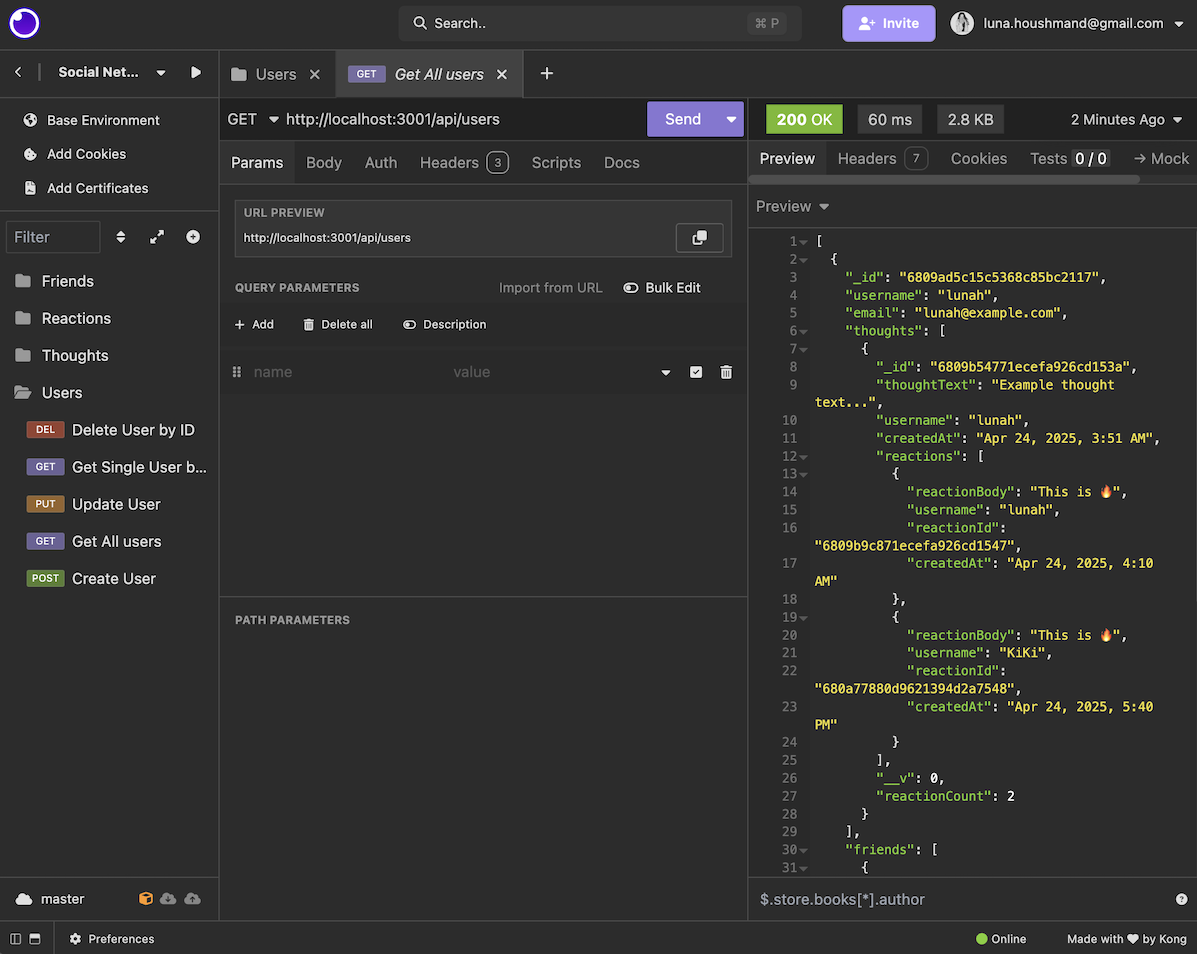 Search..
⌘ P
Invite
luna.houshmand@gmail.com
Social Net...
Users
GET Get All users
Base Environment
Add Cookies
Add Certificates
Filter
Friends
Reactions
Thoughts
Users
DEL Delete User by ID
GET Get Single User b...
PUT Update User
GET Get All users
POST Create User
master
GET http://localhost:3001/api/users
Send
Params Body Auth Headers 3 Scripts Docs
URL PREVIEW
http://localhost:3001/api/users
QUERY PARAMETERS
Import from URL
Bulk Edit
+ Add
Delete all
Description
name value
PATH PARAMETERS
200 OK 60 ms 2.8 KB 2 Minutes Ago
Preview Headers 7 Cookies Tests 0 / 0 → Mock
Preview
1 [
2 {
3 "_id": "6809ad5c15c5368c85bc2117",
4 "username": "lunah",
5 "email": "lunah@example.com",
6 "thoughts": [
7 {
8 "_id": "6809b54771ecefa926cd153a",
9 "thoughtText": "Example thought
text...",
10 "username": "lunah",
11 "createdAt": "Apr 24, 2025, 3:51 AM",
12 "reactions": [
13 {
14 "reactionBody": "This is 🔥",
15 "username": "lunah",
16 "reactionId":
"6809b9c871ecefa926cd1547",
17 "createdAt": "Apr 24, 2025, 4:10
AM"
18 },
19 {
20 "reactionBody": "This is 🔥",
21 "username": "KiKi",
22 "reactionId":
"680a77880d9621394d2a7548",
23 "createdAt": "Apr 24, 2025, 5:40
PM"
24 }
25 ],
26 "__v": 0,
27 "reactionCount": 2
28 }
29 ],
30 "friends": [
31 {
$.store.books[*].author
Preferences
Online
Made with ♥ by Kong